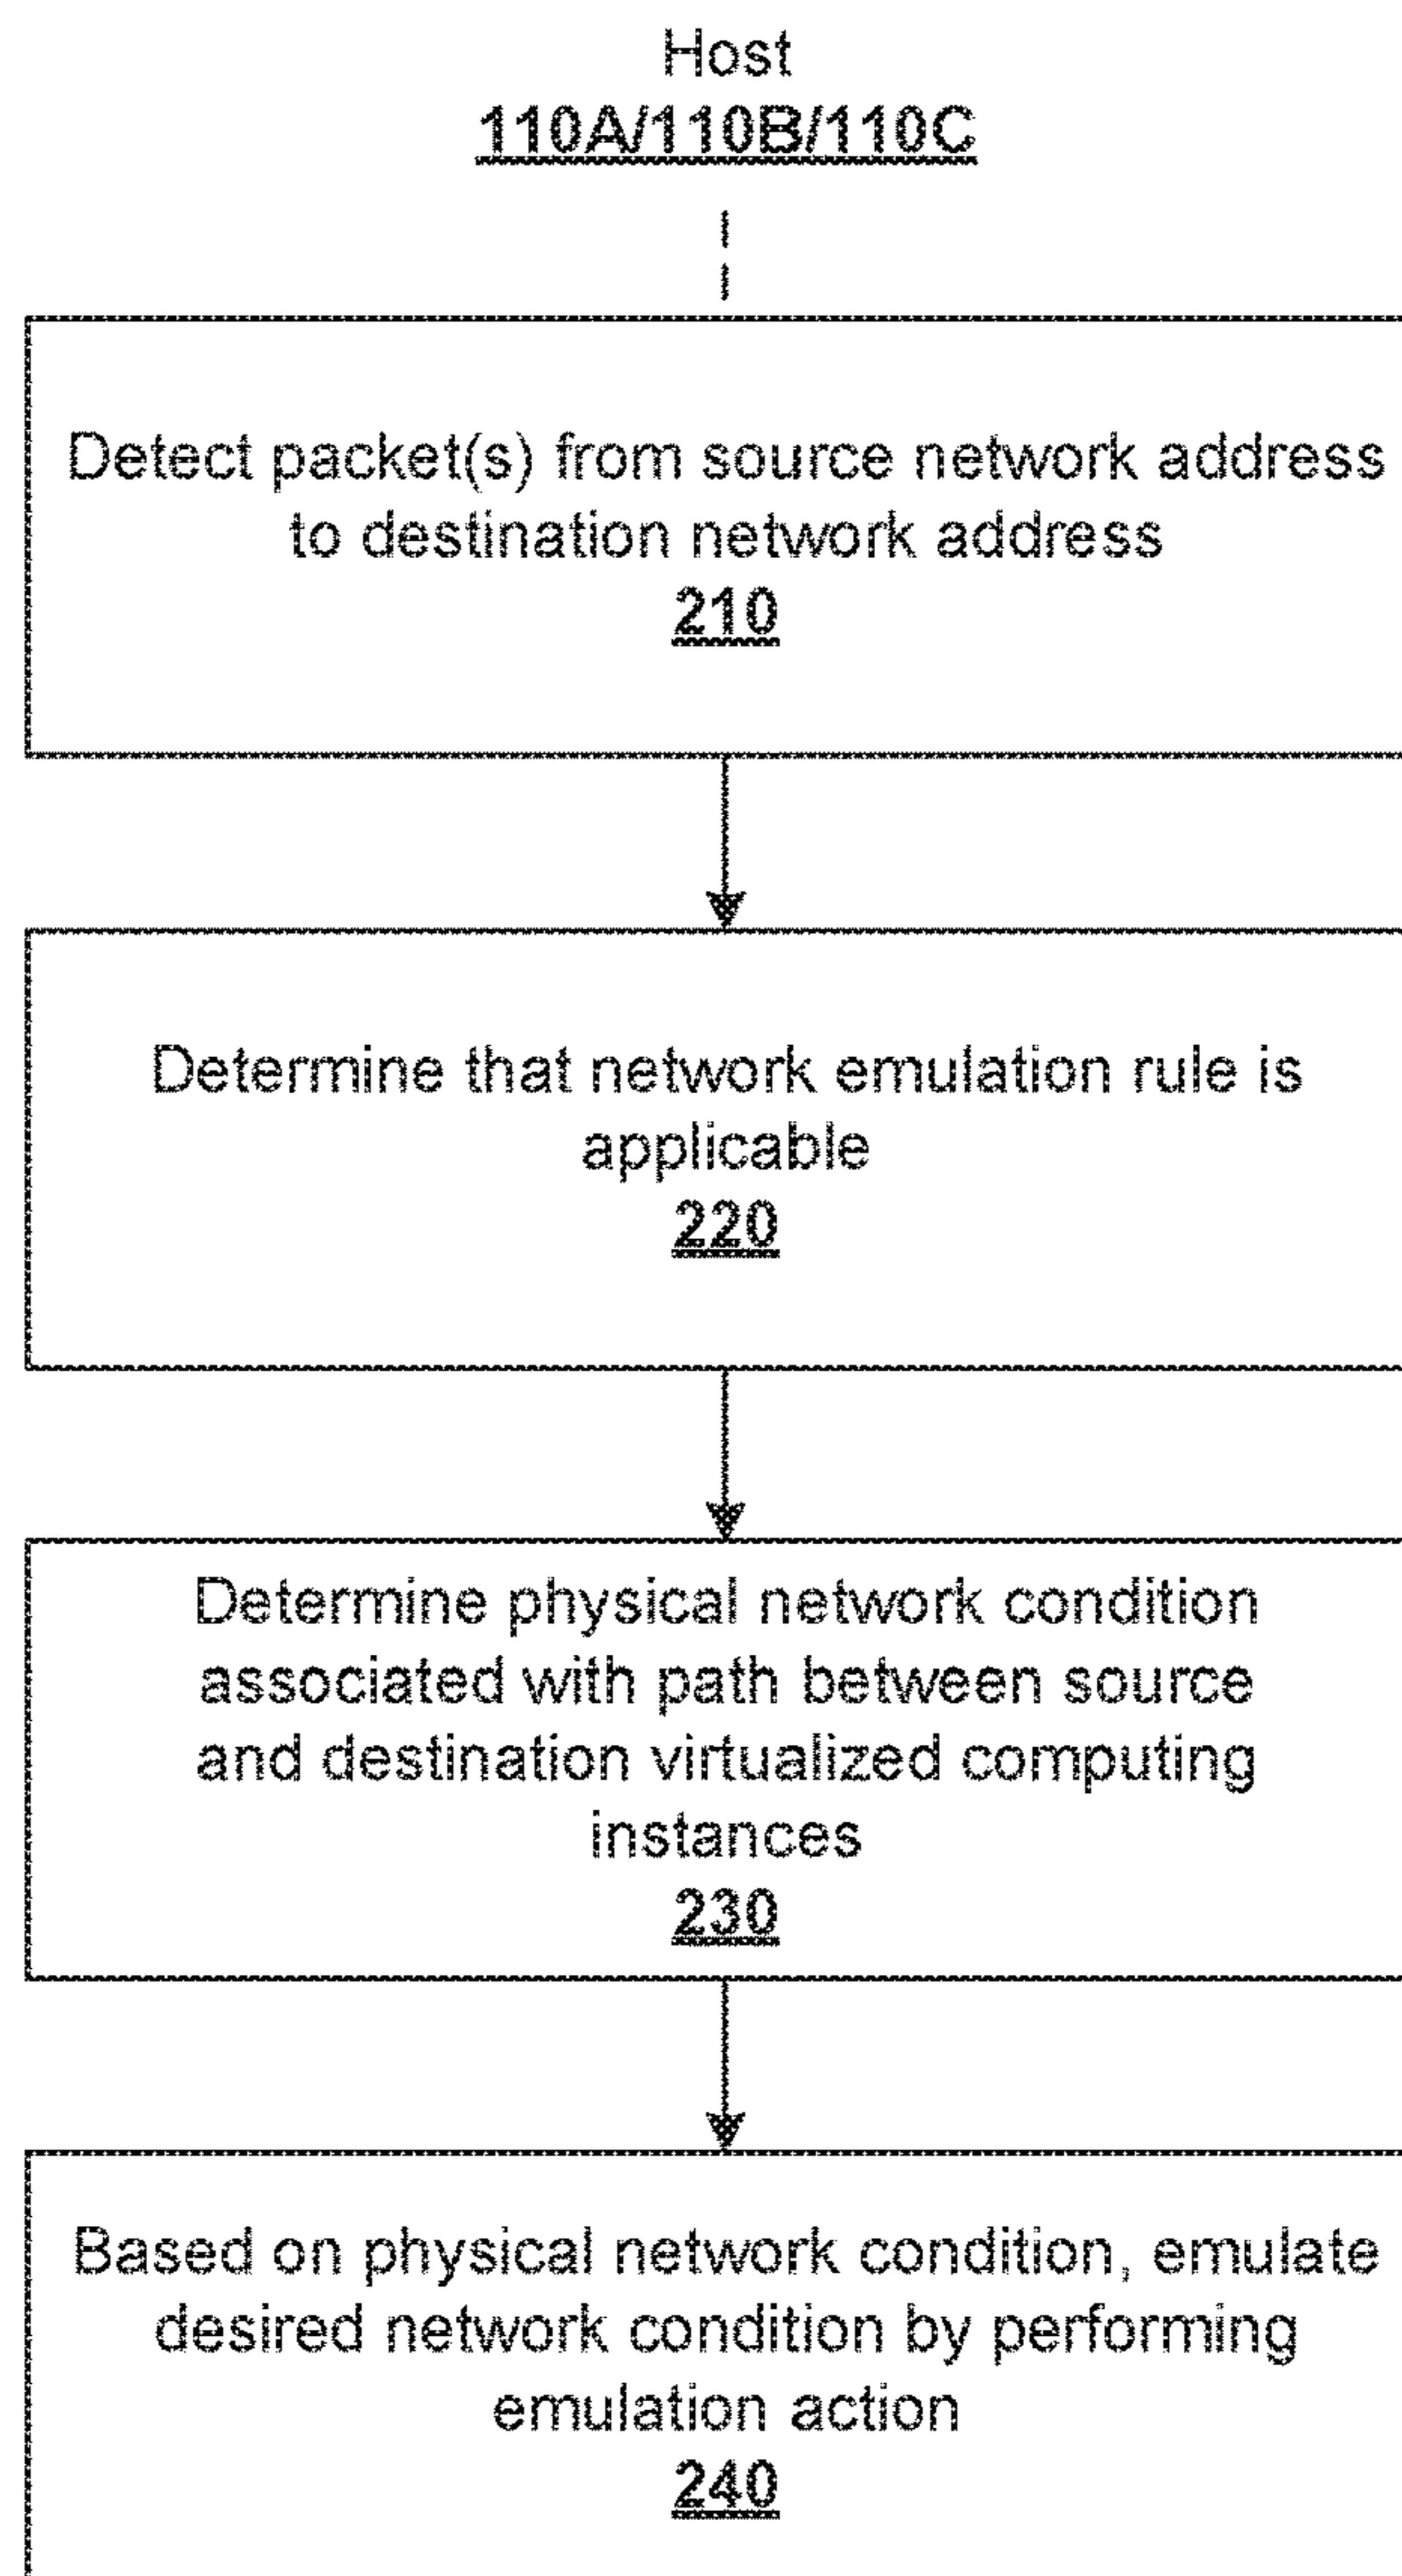 Host
110A/110B/110C
Detect packet(s) from source network address
to destination network address
210
Determine that network emulation rule is
applicable
220
Determine physical network condition
associated with path between source
and destination virtualized computing
instances
230
Based on physical network condition, emulate
desired network condition by performing
emulation action
240